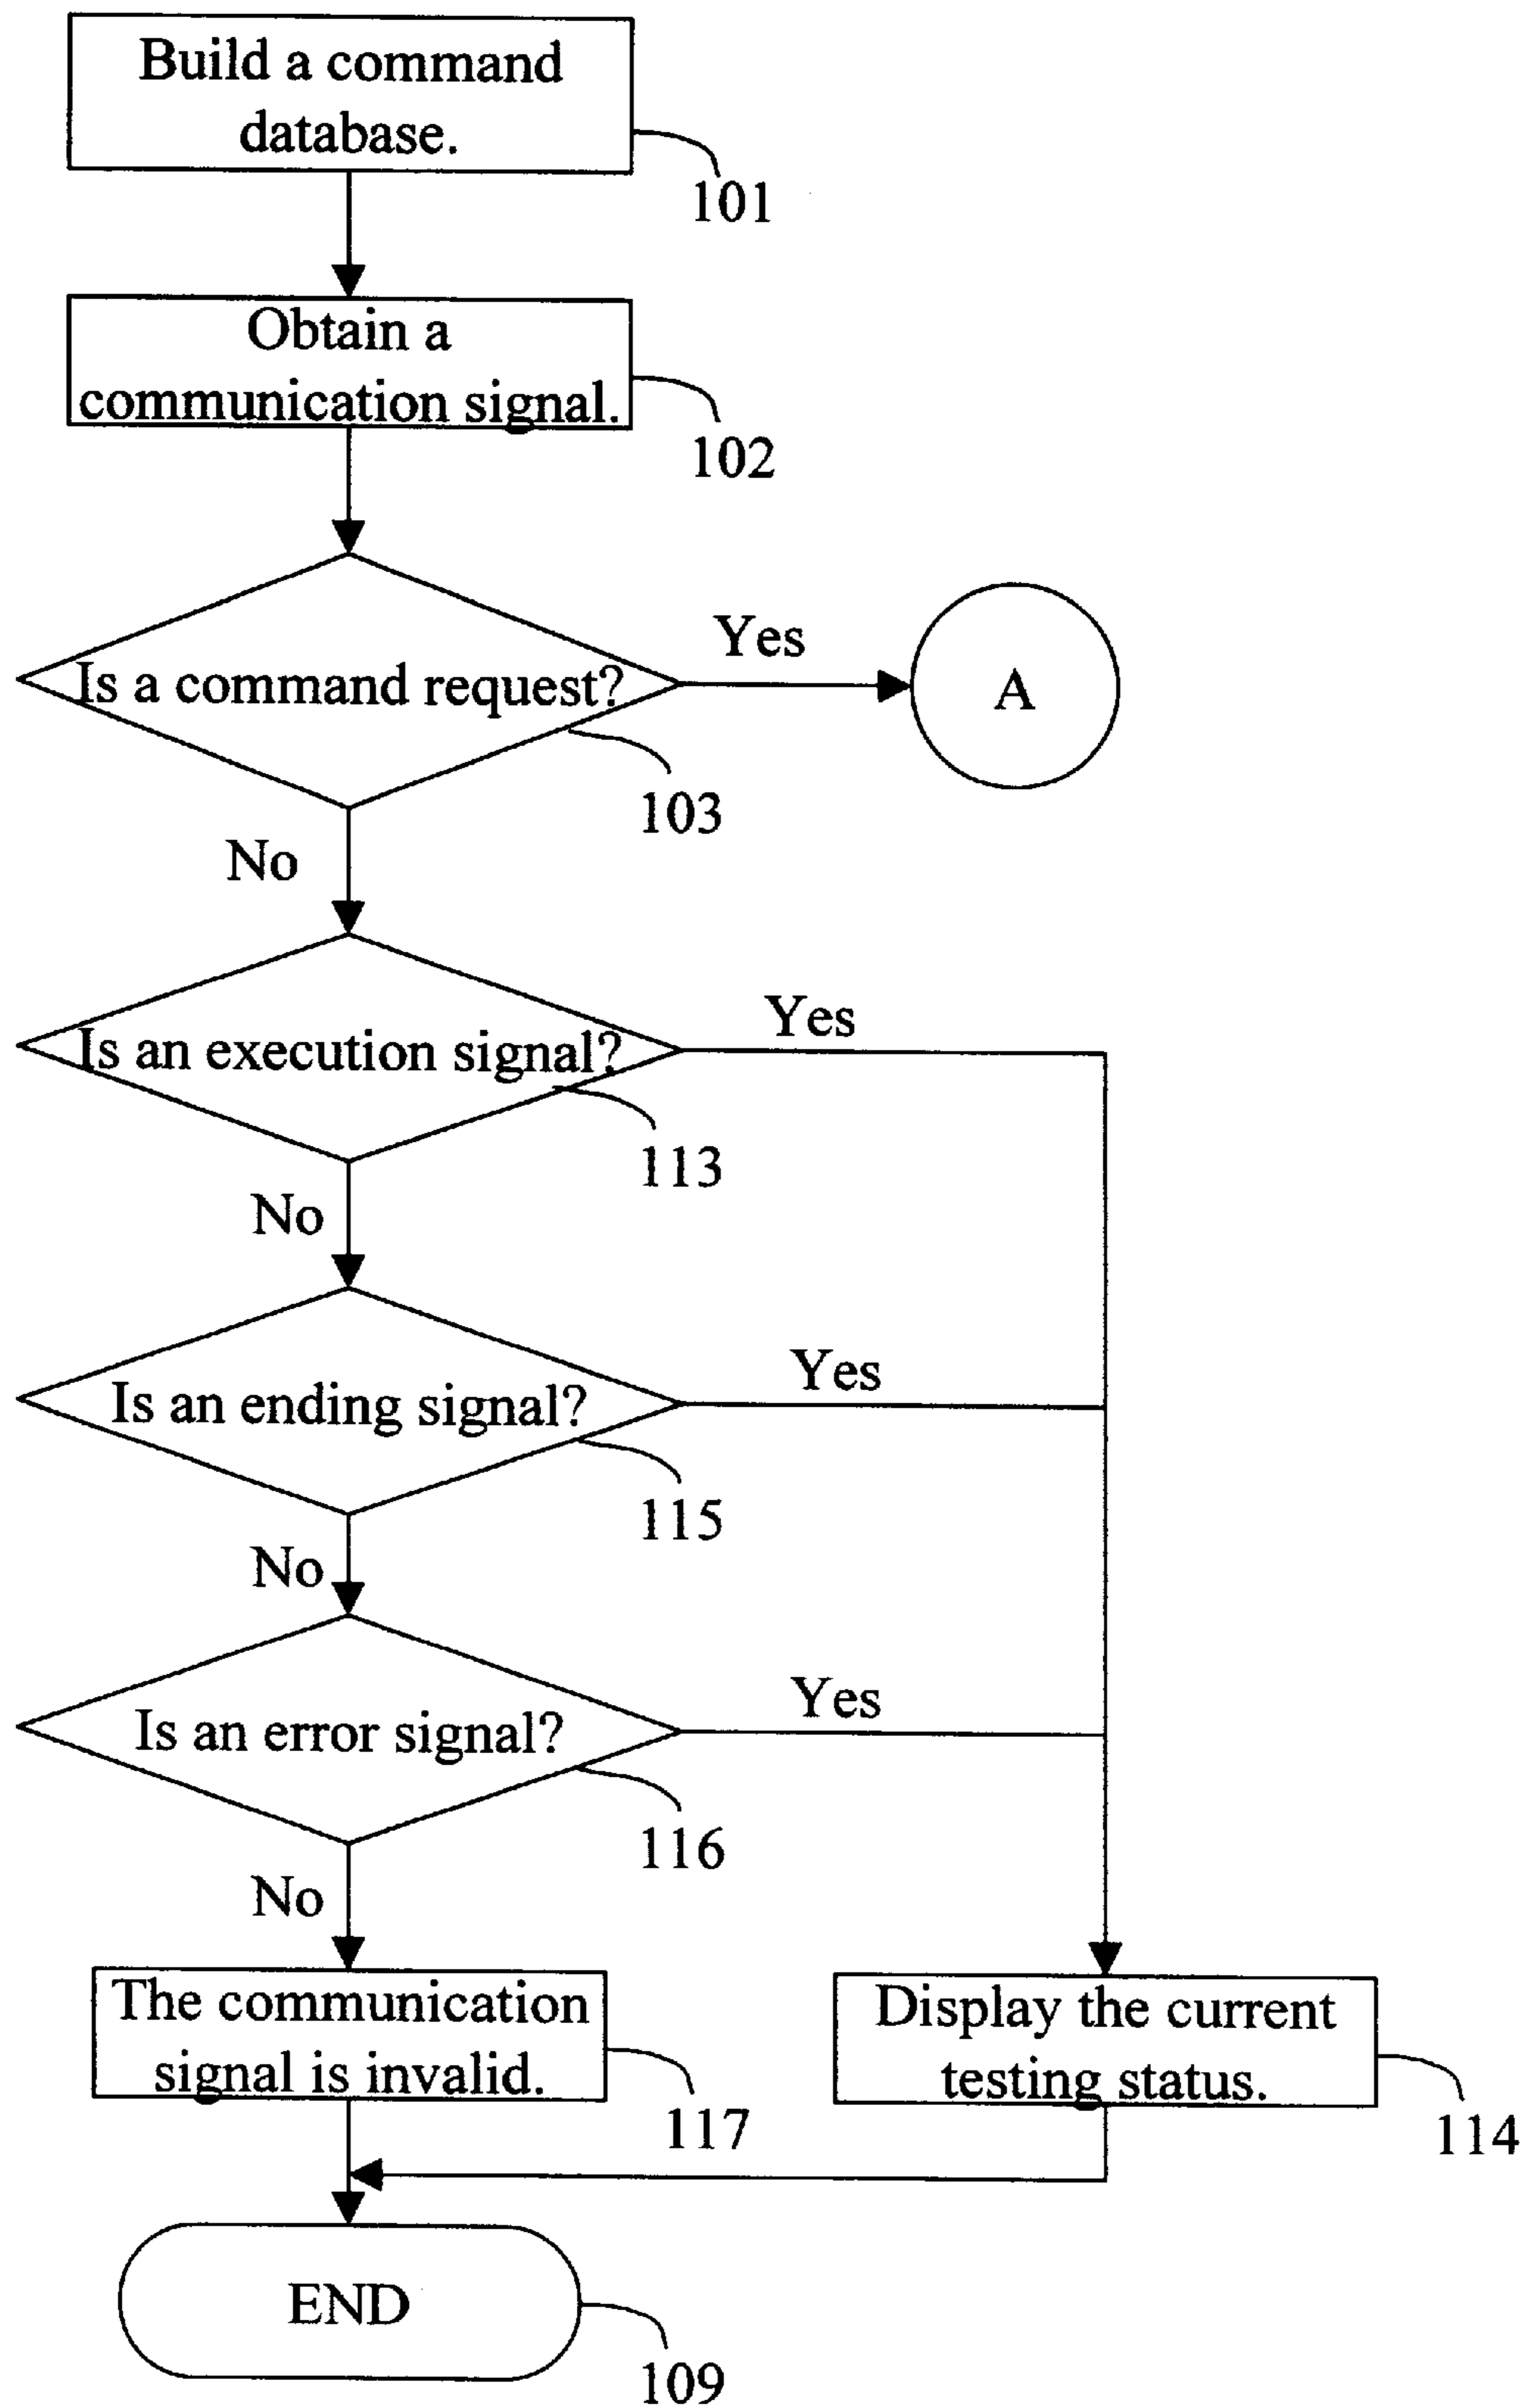 Build a command
database.
101
Obtain a
communication signal.
102
Is a command request?
Yes
A
103
No
Is an execution signal?
Yes
113
No
Is an ending signal?
Yes
115
No
Is an error signal?
Yes
116
No
The communication
signal is invalid.
117
Display the current
testing status.
114
END
109